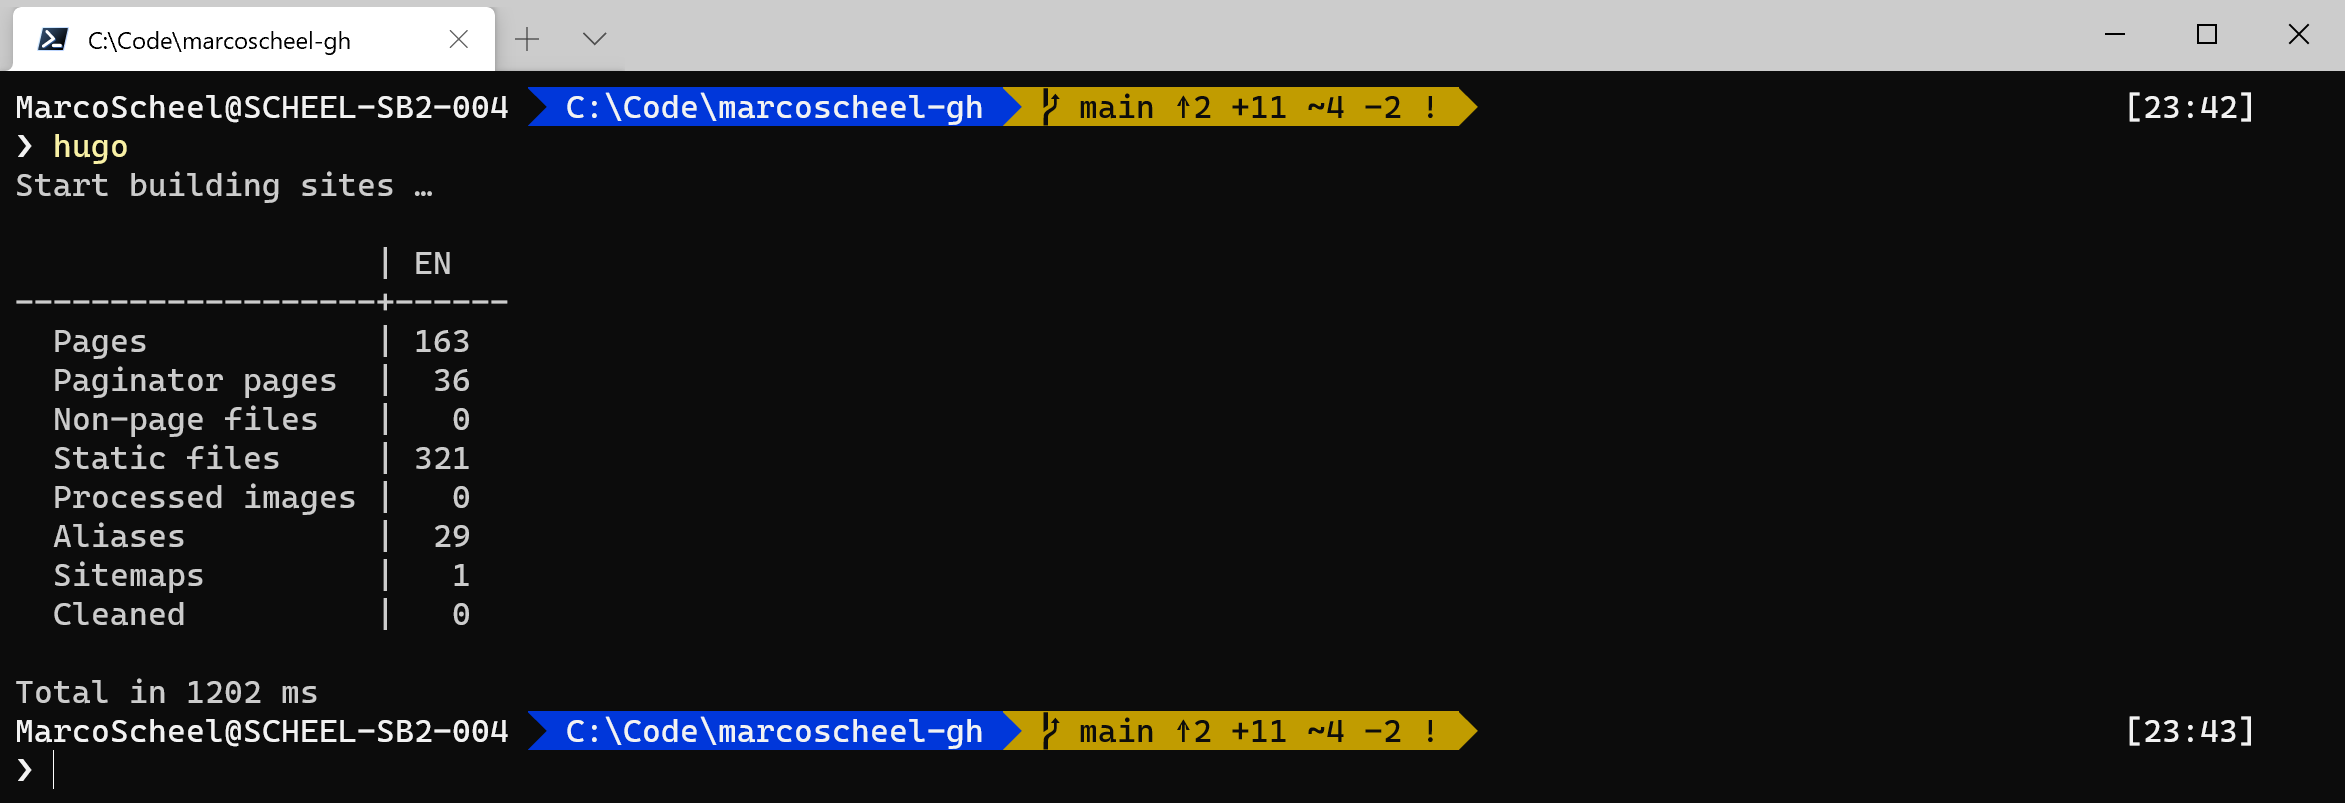 C:\Code\marcoscheel-gh
MarcoScheel@SCHEEL-SB2-004 C:\Code\marcoscheel-gh main ↑2 +11 ~4 -2 ! [23:42]
❯ hugo
Start building sites …
| EN
-------------------+------
Pages | 163
Paginator pages | 36
Non-page files | 0
Static files | 321
Processed images | 0
Aliases | 29
Sitemaps | 1
Cleaned | 0
Total in 1202 ms
MarcoScheel@SCHEEL-SB2-004 C:\Code\marcoscheel-gh main ↑2 +11 ~4 -2 ! [23:43]
❯